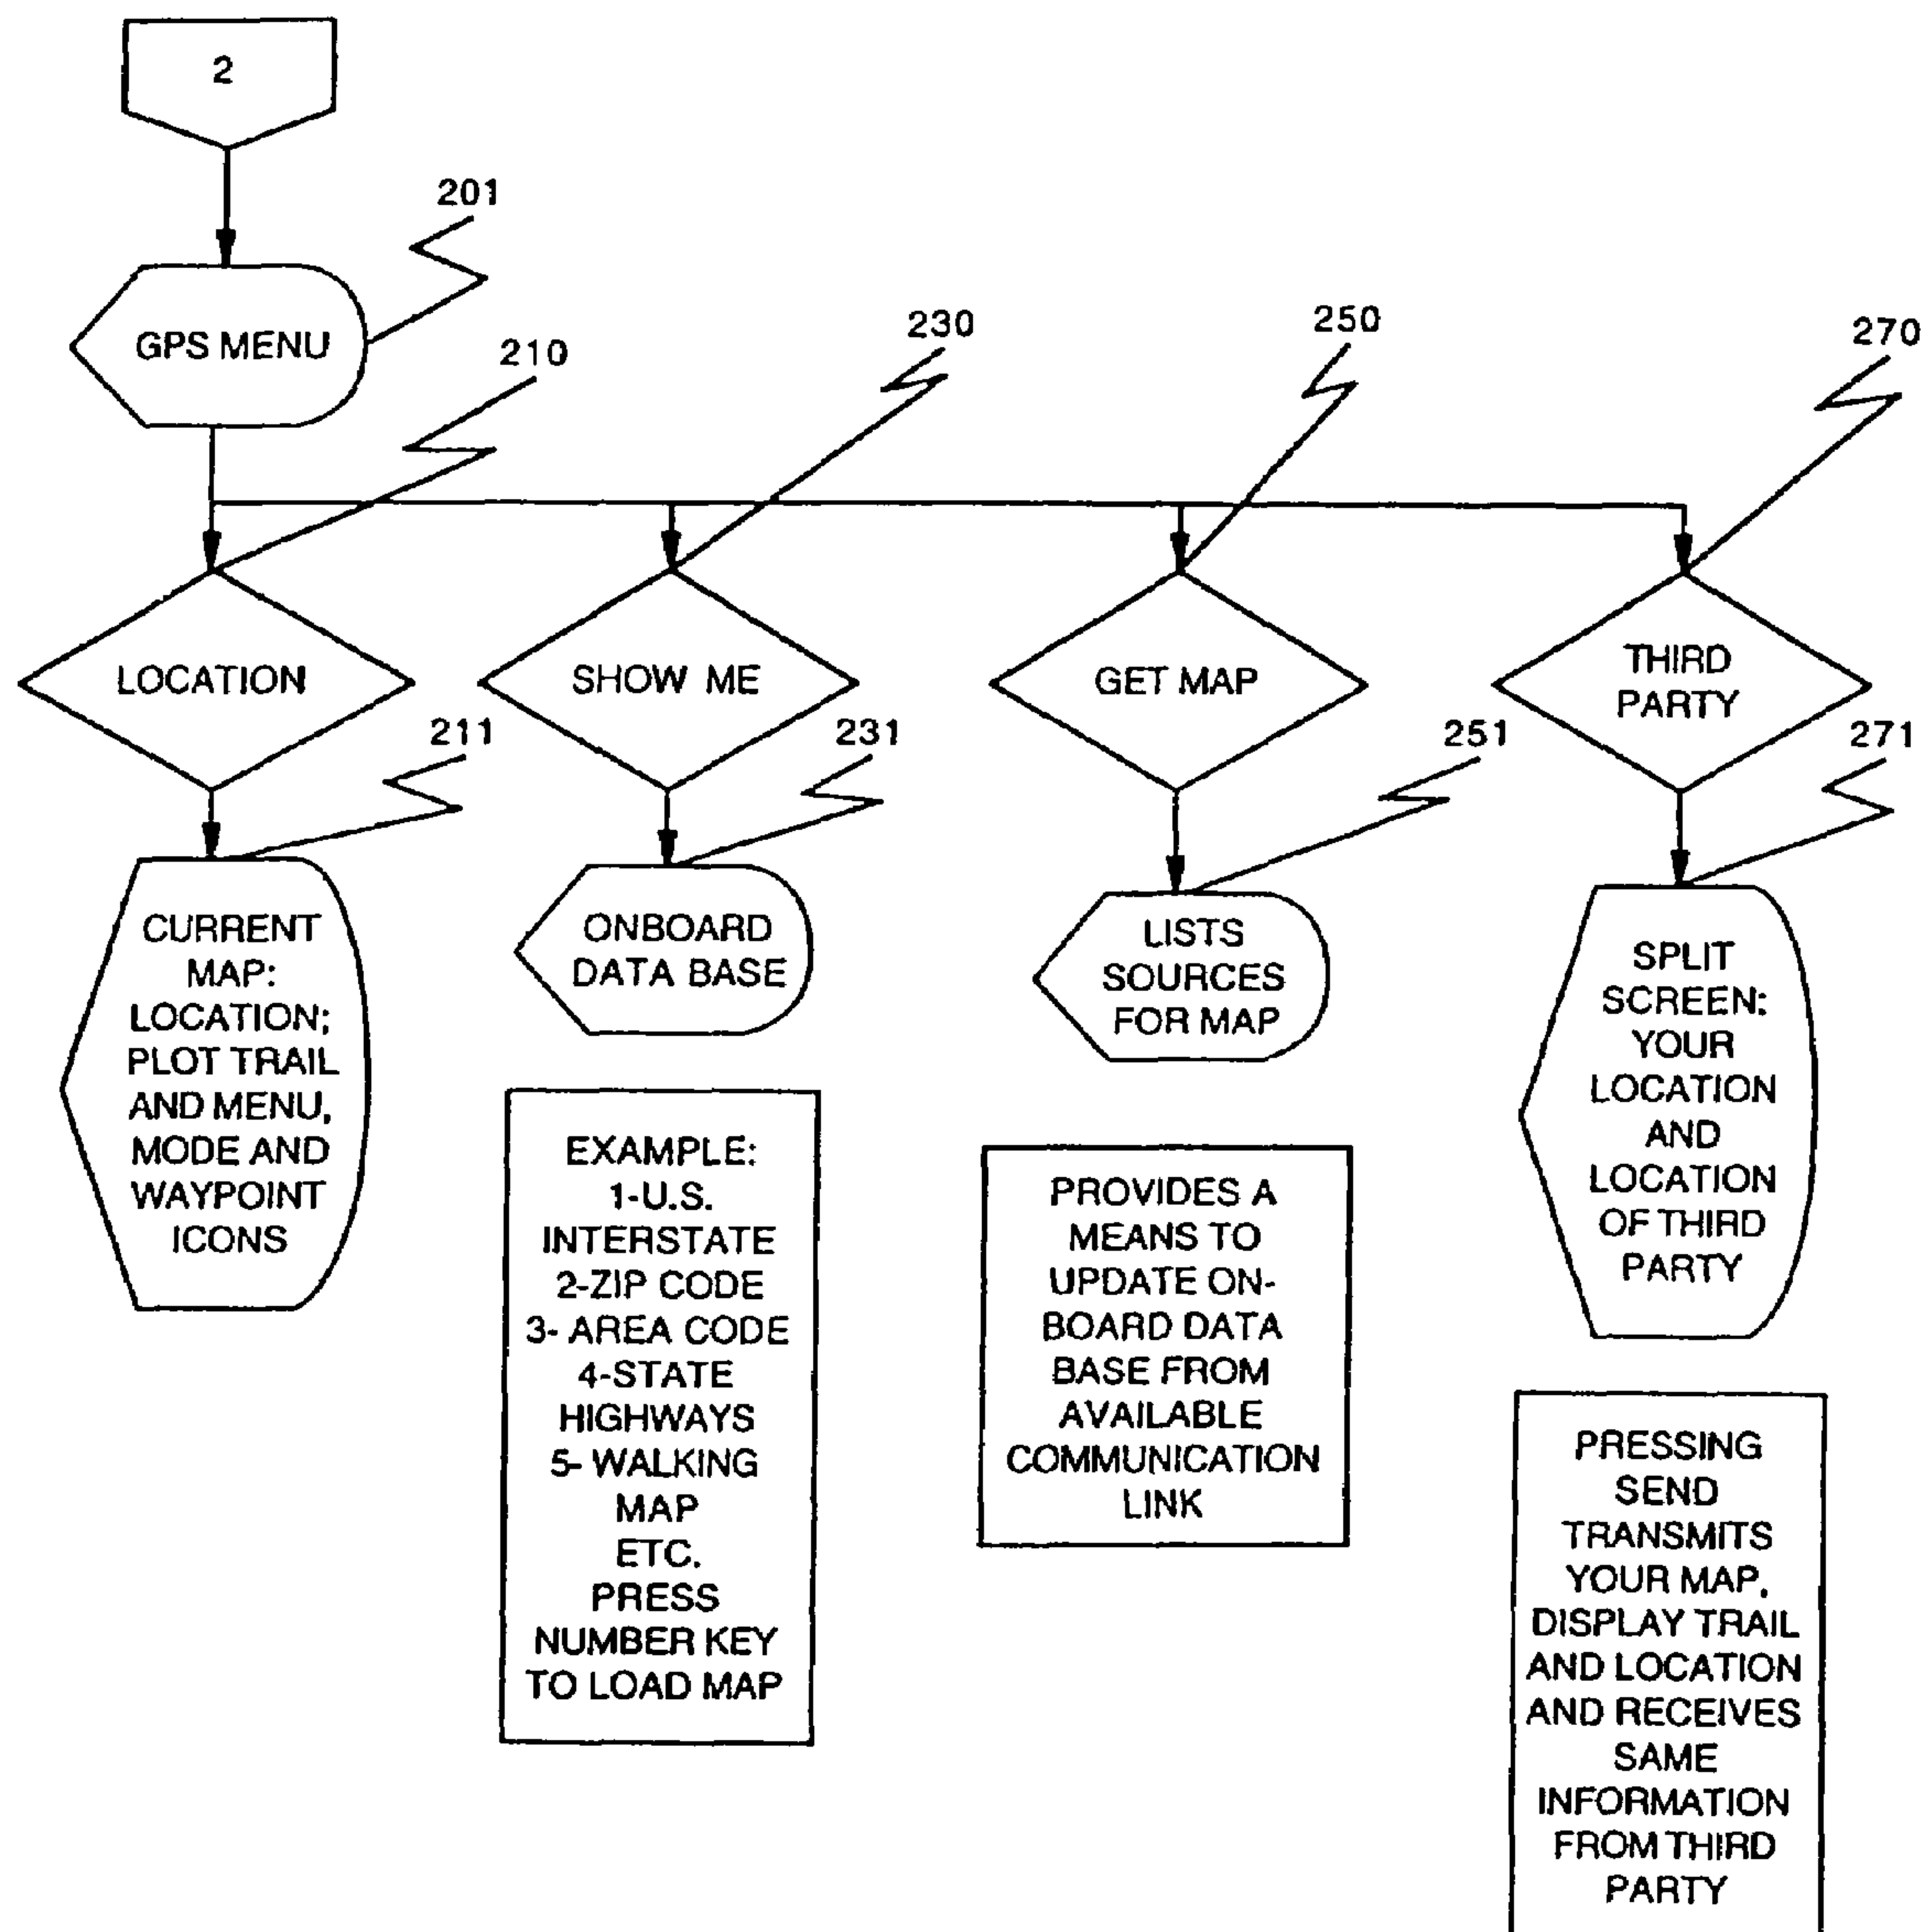 2
201
GPS MENU
210
230
250
270
LOCATION
SHOW ME
GET MAP
THIRD
PARTY
211
231
251
271
CURRENT
MAP:
LOCATION;
PLOT TRAIL
AND MENU,
MODE AND
WAYPOINT
ICONS
ONBOARD
DATA BASE
LISTS
SOURCES
FOR MAP
SPLIT
SCREEN:
YOUR
LOCATION
AND
LOCATION
OF THIRD
PARTY
EXAMPLE:
1-U.S.
INTERSTATE
2-ZIP CODE
3- AREA CODE
4-STATE
HIGHWAYS
5- WALKING
MAP
ETC.
PRESS
NUMBER KEY
TO LOAD MAP
PROVIDES A
MEANS TO
UPDATE ON-
BOARD DATA
BASE FROM
AVAILABLE
COMMUNICATION
LINK
PRESSING
SEND
TRANSMITS
YOUR MAP,
DISPLAY TRAIL
AND LOCATION
AND RECEIVES
SAME
INFORMATION
FROM THIRD
PARTY